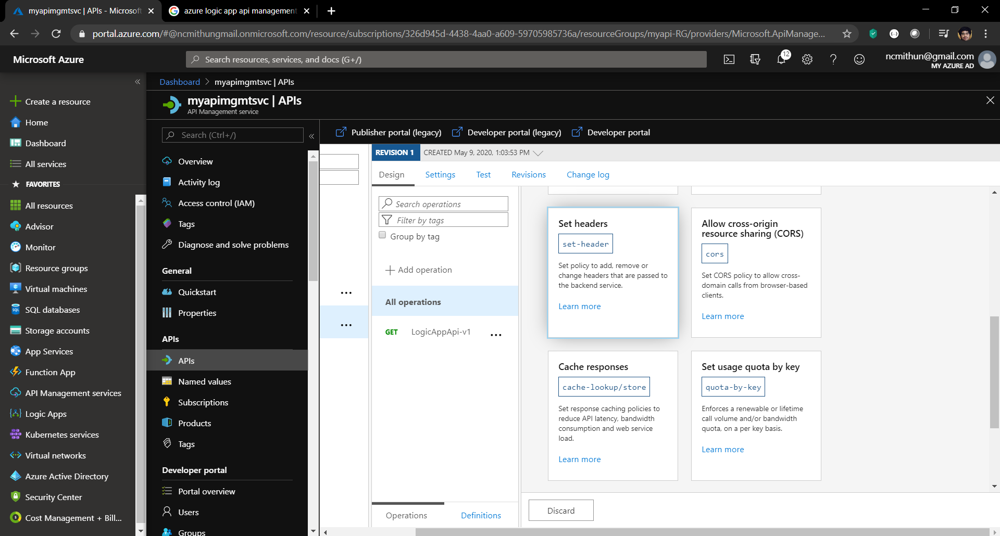 myapimgmtsvc | APIs - Microsoft
azure logic app api management
portal.azure.com/#@ncmithungmail.onmicrosoft.com/resource/subscriptions/326d945d-4438-4aa0-a609-59705985736a/resourceGroups/myapi-RG/providers/Microsoft.ApiManage...
Microsoft Azure
Search resources, services, and docs (G+/)
12
ncmithun@gmail.com
MY AZURE AD
Dashboard > myapimgmtsvc | APIs
myapimgmtsvc | APIs
API Management service
Create a resource
Home
Dashboard
All services
FAVORITES
All resources
Advisor
Monitor
Resource groups
Virtual machines
SQL databases
Storage accounts
App Services
Function App
API Management services
Logic Apps
Kubernetes services
Virtual networks
Azure Active Directory
Security Center
Cost Management + Bill...
Search (Ctrl+/)
Overview
Activity log
Access control (IAM)
Tags
Diagnose and solve problems
General
Quickstart
Properties
APIs
APIs
Named values
Subscriptions
Products
Tags
Developer portal
Portal overview
Users
Groups
Publisher portal (legacy)
Developer portal (legacy)
Developer portal
REVISION 1
CREATED May 9, 2020, 1:03:53 PM
Design
Settings
Test
Revisions
Change log
Search operations
Filter by tags
Group by tag
Add operation
All operations
GET LogicAppApi-v1
Operations
Definitions
Set headers
set-header
Set policy to add, remove or
change headers that are passed to
the backend service.
Learn more
Allow cross-origin
resource sharing (CORS)
cors
Set CORS policy to allow cross-
domain calls from browser-based
clients.
Learn more
Cache responses
cache-lookup/store
Set response caching policies to
reduce API latency, bandwidth
consumption and web service
load.
Learn more
Set usage quota by key
quota-by-key
Enforces a renewable or lifetime
call volume and/or bandwidth
quota, on a per key basis.
Learn more
Discard